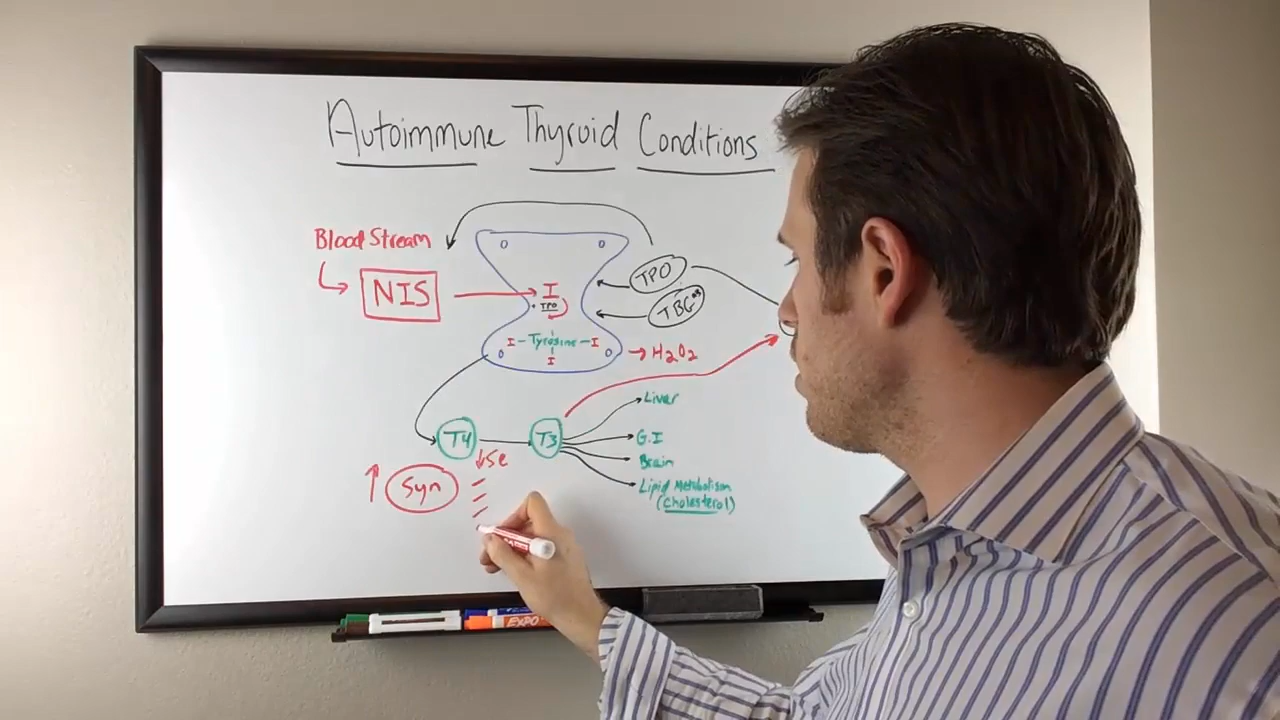 Autoimmune Thyroid Conditions
Blood Stream
NIS
I
TPO
TPO
TBG
I - Tyrosine - I
I
→ H2O2
Liver
T4
T3
G.I
Se
Brain
Syn
Lipid Metabolism
(Cholesterol)
EXPO